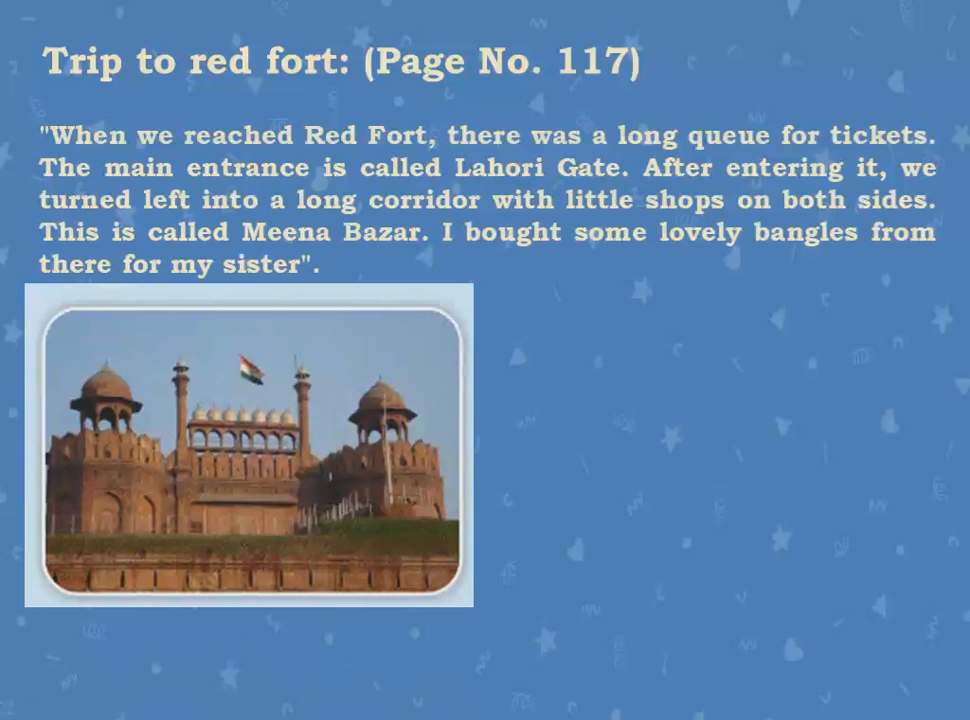 Trip to red fort: (Page No. 117)
"When we reached Red Fort, there was a long queue for tickets.
The main entrance is called Lahori Gate. After entering it, we
turned left into a long corridor with little shops on both sides.
This is called Meena Bazar. I bought some lovely bangles from
there for my sister".